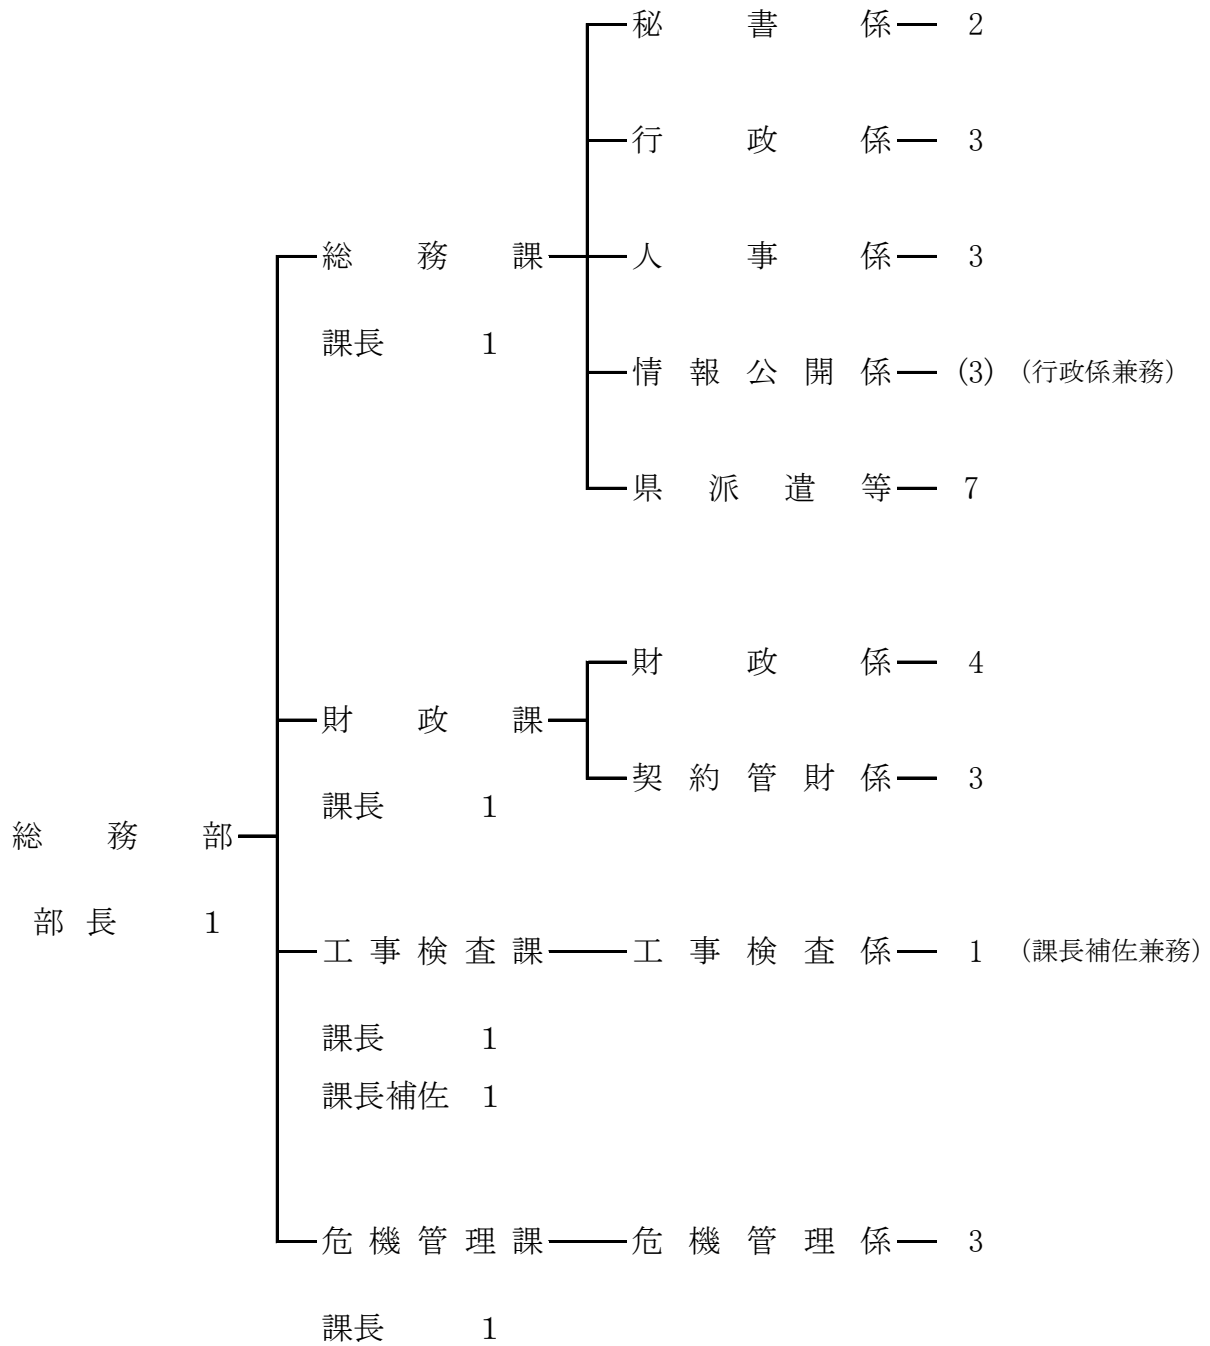 秘書係 2
行政係 3
総務課 人事係 3
課長 1
情報公開係 (3) (行政係兼務)
県派遣等 7
財政係 4
財政課
契約管財係 3
課長 1
総務部
部長 1
工事検査課 工事検査係 1 (課長補佐兼務)
課長 1
課長補佐 1
危機管理課 危機管理係 3
課長 1